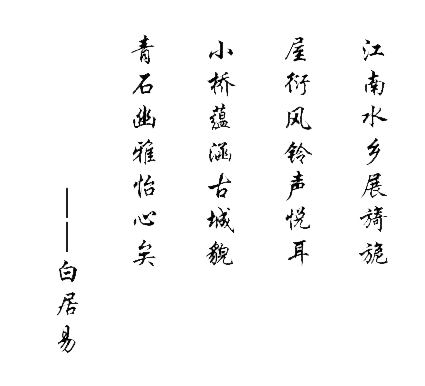 江南水乡展旖旎
屋衍风铃声悦耳
小桥蕴涵古城貌
青石幽雅怡心矣
——白居易